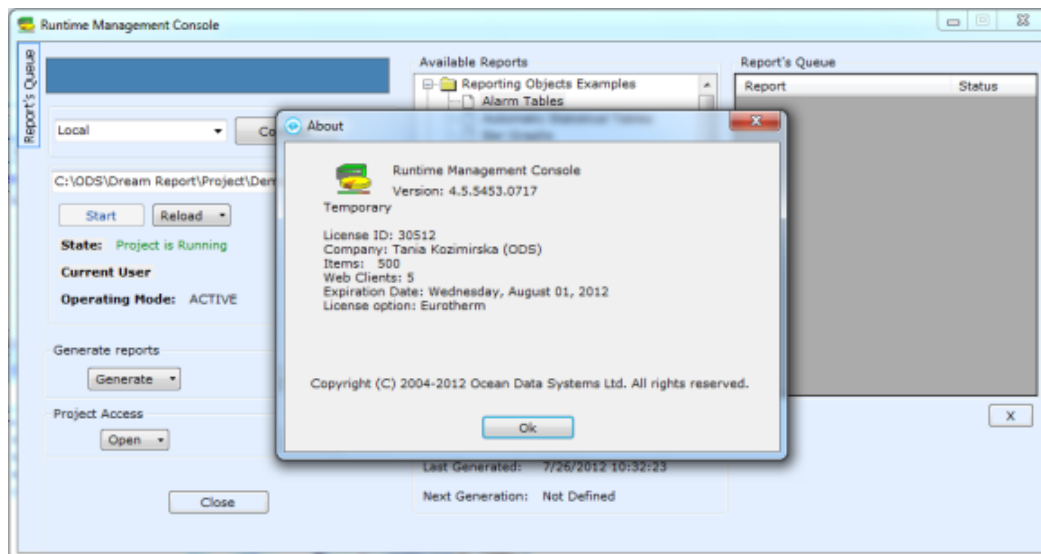 Runtime Management Console
Report's Queue
Local
Co
C:\ODS\Dream Report\Project\Dem
Start
Reload
State: Project is Running
Current User
Operating Mode: ACTIVE
Generate reports
Generate
Project Access
Open
Close
Available Reports
Reporting Objects Examples
Alarm Tables
Report's Queue
Report Status
About
Runtime Management Console
Version: 4.5.5453.0717
Temporary
License ID: 30512
Company: Tania Kozimirska (ODS)
Items: 500
Web Clients: 5
Expiration Date: Wednesday, August 01, 2012
License option: Eurotherm
Copyright (C) 2004-2012 Ocean Data Systems Ltd. All rights reserved.
Ok
X
Last Generated: 7/26/2012 10:32:23
Next Generation: Not Defined